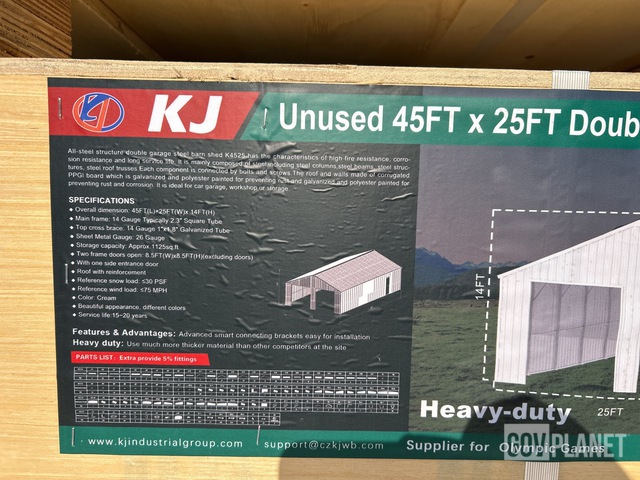 KJ
Unused 45FT x 25FT Doub
All-steel structure double garage steel barn shed K4525 has the characteristics of high-fire resistance, corro-
sion resistance and long service life. It is mainly composed of steel including steel columns,steel beams, steel struc-
tures, steel roof trusses.Each component is connected by bolts and screws.The roof and walls made of corrugated
PPGI board which is galvanized and polyester painted for preventing rust and galvanized and polyester painted for
preventing rust and corrosion. It is ideal for car garage, workshop or storage.
SPECIFICATIONS
• Overall dimension: 45FT(L)×25FT(W)x 14FT(H)
• Main frame: 14 Gauge Typically 2.3" Square Tube
• Top cross brace: 14 Gauge 1"x1.8" Galvanized Tube
• Sheet Metal Gauge: 26 Gauge
• Storage capacity: Approx.1125sq.ft
• Two frame doors open: 8.5FT(W)x8.5FT(H)(excluding doors)
• With one side entrance door
• Roof with reinforcement
• Reference snow load: ≤30 PSF
• Reference wind load: ≤75 MPH
• Color: Cream
• Beautiful appearance, different colors
• Service life:15~20 years
Features & Advantages: Advanced smart connecting brackets easy for installation
Heavy duty: Use much more thicker material than other competitors at the site
PARTS LIST: Extra provide 5% fittings
14FT
Heavy-duty
25FT
www.kjindustrialgroup.com
support@czkjwb.com
Supplier for Olympic Games
GOVPLANET